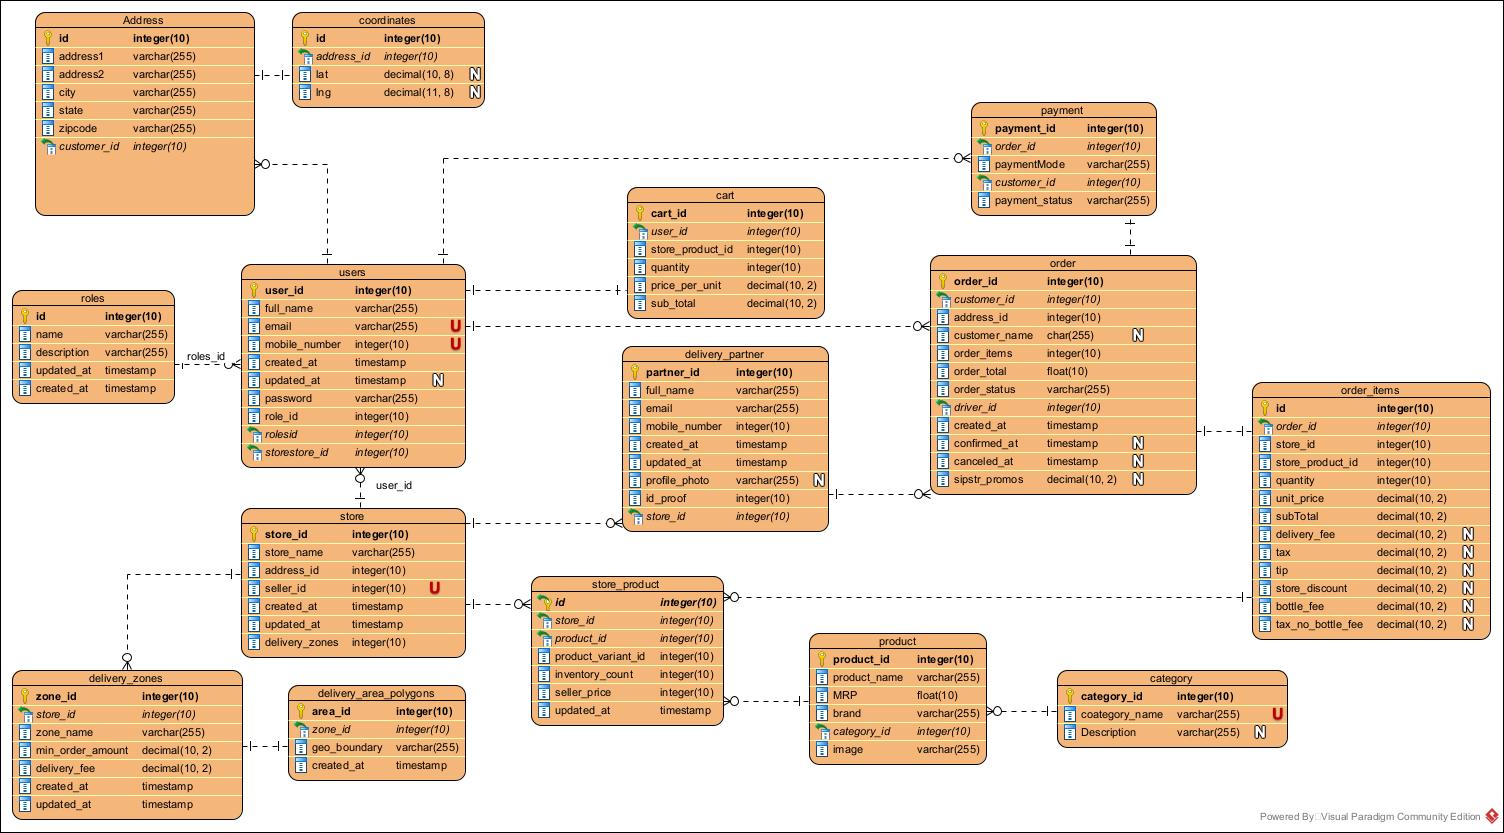 Address
id integer(10)
address1 varchar(255)
address2 varchar(255)
city varchar(255)
state varchar(255)
zipcode varchar(255)
customer_id integer(10)
coordinates
id integer(10)
address_id integer(10)
lat decimal(10, 8) N
lng decimal(11, 8) N
payment
payment_id integer(10)
order_id integer(10)
paymentMode varchar(255)
customer_id integer(10)
payment_status varchar(255)
cart
cart_id integer(10)
user_id integer(10)
store_product_id integer(10)
quantity integer(10)
price_per_unit decimal(10, 2)
sub_total decimal(10, 2)
roles
id integer(10)
name varchar(255)
description varchar(255)
updated_at timestamp
created_at timestamp
roles_id
users
user_id integer(10)
full_name varchar(255)
email varchar(255) U
mobile_number integer(10) U
created_at timestamp
updated_at timestamp N
password varchar(255)
role_id integer(10)
rolesid integer(10)
storestore_id integer(10)
user_id
order
order_id integer(10)
customer_id integer(10)
address_id integer(10)
customer_name char(255) N
order_items integer(10)
order_total float(10)
order_status varchar(255)
driver_id integer(10)
created_at timestamp
confirmed_at timestamp N
canceled_at timestamp N
sipstr_promos decimal(10, 2) N
delivery_partner
partner_id integer(10)
full_name varchar(255)
email varchar(255)
mobile_number integer(10)
created_at timestamp
updated_at timestamp
profile_photo varchar(255) N
id_proof integer(10)
store_id integer(10)
order_items
id integer(10)
order_id integer(10)
store_id integer(10)
store_product_id integer(10)
quantity integer(10)
unit_price decimal(10, 2)
subTotal decimal(10, 2)
delivery_fee decimal(10, 2) N
tax decimal(10, 2) N
tip decimal(10, 2) N
store_discount decimal(10, 2) N
bottle_fee decimal(10, 2) N
tax_no_bottle_fee decimal(10, 2) N
store
store_id integer(10)
store_name varchar(255)
address_id integer(10)
seller_id integer(10) U
created_at timestamp
updated_at timestamp
delivery_zones integer(10)
store_product
id integer(10)
store_id integer(10)
product_id integer(10)
product_variant_id integer(10)
inventory_count integer(10)
seller_price integer(10)
updated_at timestamp
product
product_id integer(10)
product_name varchar(255)
MRP float(10)
brand varchar(255)
category_id integer(10)
image varchar(255)
category
category_id integer(10)
coategory_name varchar(255) U
Description varchar(255) N
delivery_zones
zone_id integer(10)
store_id integer(10)
zone_name varchar(255)
min_order_amount decimal(10, 2)
delivery_fee decimal(10, 2)
created_at timestamp
updated_at timestamp
delivery_area_polygons
area_id integer(10)
zone_id integer(10)
geo_boundary varchar(255)
created_at timestamp
Powered By Visual Paradigm Community Edition